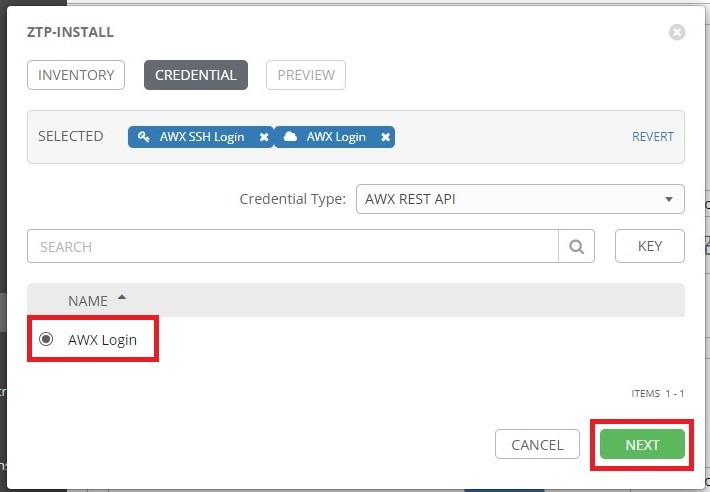 ZTP-INSTALL
INVENTORY CREDENTIAL PREVIEW
SELECTED AWX SSH Login AWX Login REVERT
Credential Type: AWX REST API
SEARCH KEY
NAME
AWX Login
ITEMS 1 - 1
CANCEL NEXT